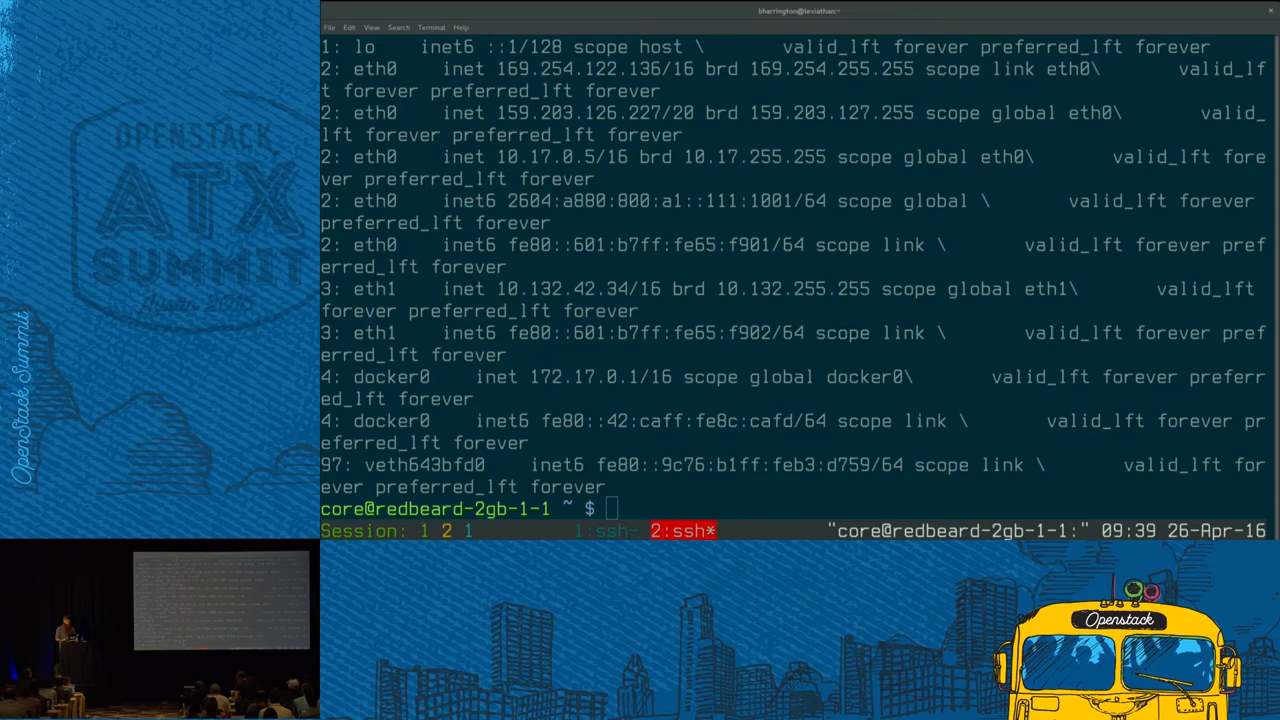 bharrington@leviathan:~
File Edit View Search Terminal Help
1: lo    inet6 ::1/128 scope host \       valid_lft forever preferred_lft forever
2: eth0    inet 169.254.122.136/16 brd 169.254.255.255 scope link eth0\       valid_lf
t forever preferred_lft forever
2: eth0    inet 159.203.126.227/20 brd 159.203.127.255 scope global eth0\       valid_
lft forever preferred_lft forever
2: eth0    inet 10.17.0.5/16 brd 10.17.255.255 scope global eth0\       valid_lft fore
ver preferred_lft forever
2: eth0    inet6 2604:a880:800:a1::111:1001/64 scope global \       valid_lft forever
preferred_lft forever
2: eth0    inet6 fe80::601:b7ff:fe65:f901/64 scope link \       valid_lft forever pref
erred_lft forever
3: eth1    inet 10.132.42.34/16 brd 10.132.255.255 scope global eth1\       valid_lft
forever preferred_lft forever
3: eth1    inet6 fe80::601:b7ff:fe65:f902/64 scope link \       valid_lft forever pref
erred_lft forever
4: docker0    inet 172.17.0.1/16 scope global docker0\       valid_lft forever preferr
ed_lft forever
4: docker0    inet6 fe80::42:caff:fe8c:cafd/64 scope link \       valid_lft forever pr
eferred_lft forever
97: veth643bfd0    inet6 fe80::9c76:b1ff:feb3:d759/64 scope link \       valid_lft for
ever preferred_lft forever
core@redbeard-2gb-1-1 ~ $
Session: 1 2 1    1:ssh- 2:ssh*    "core@redbeard-2gb-1-1:" 09:39 26-Apr-16
OPENSTACK
ATX
SUMMIT
Austin 2016
OpenStack Summit
Openstack